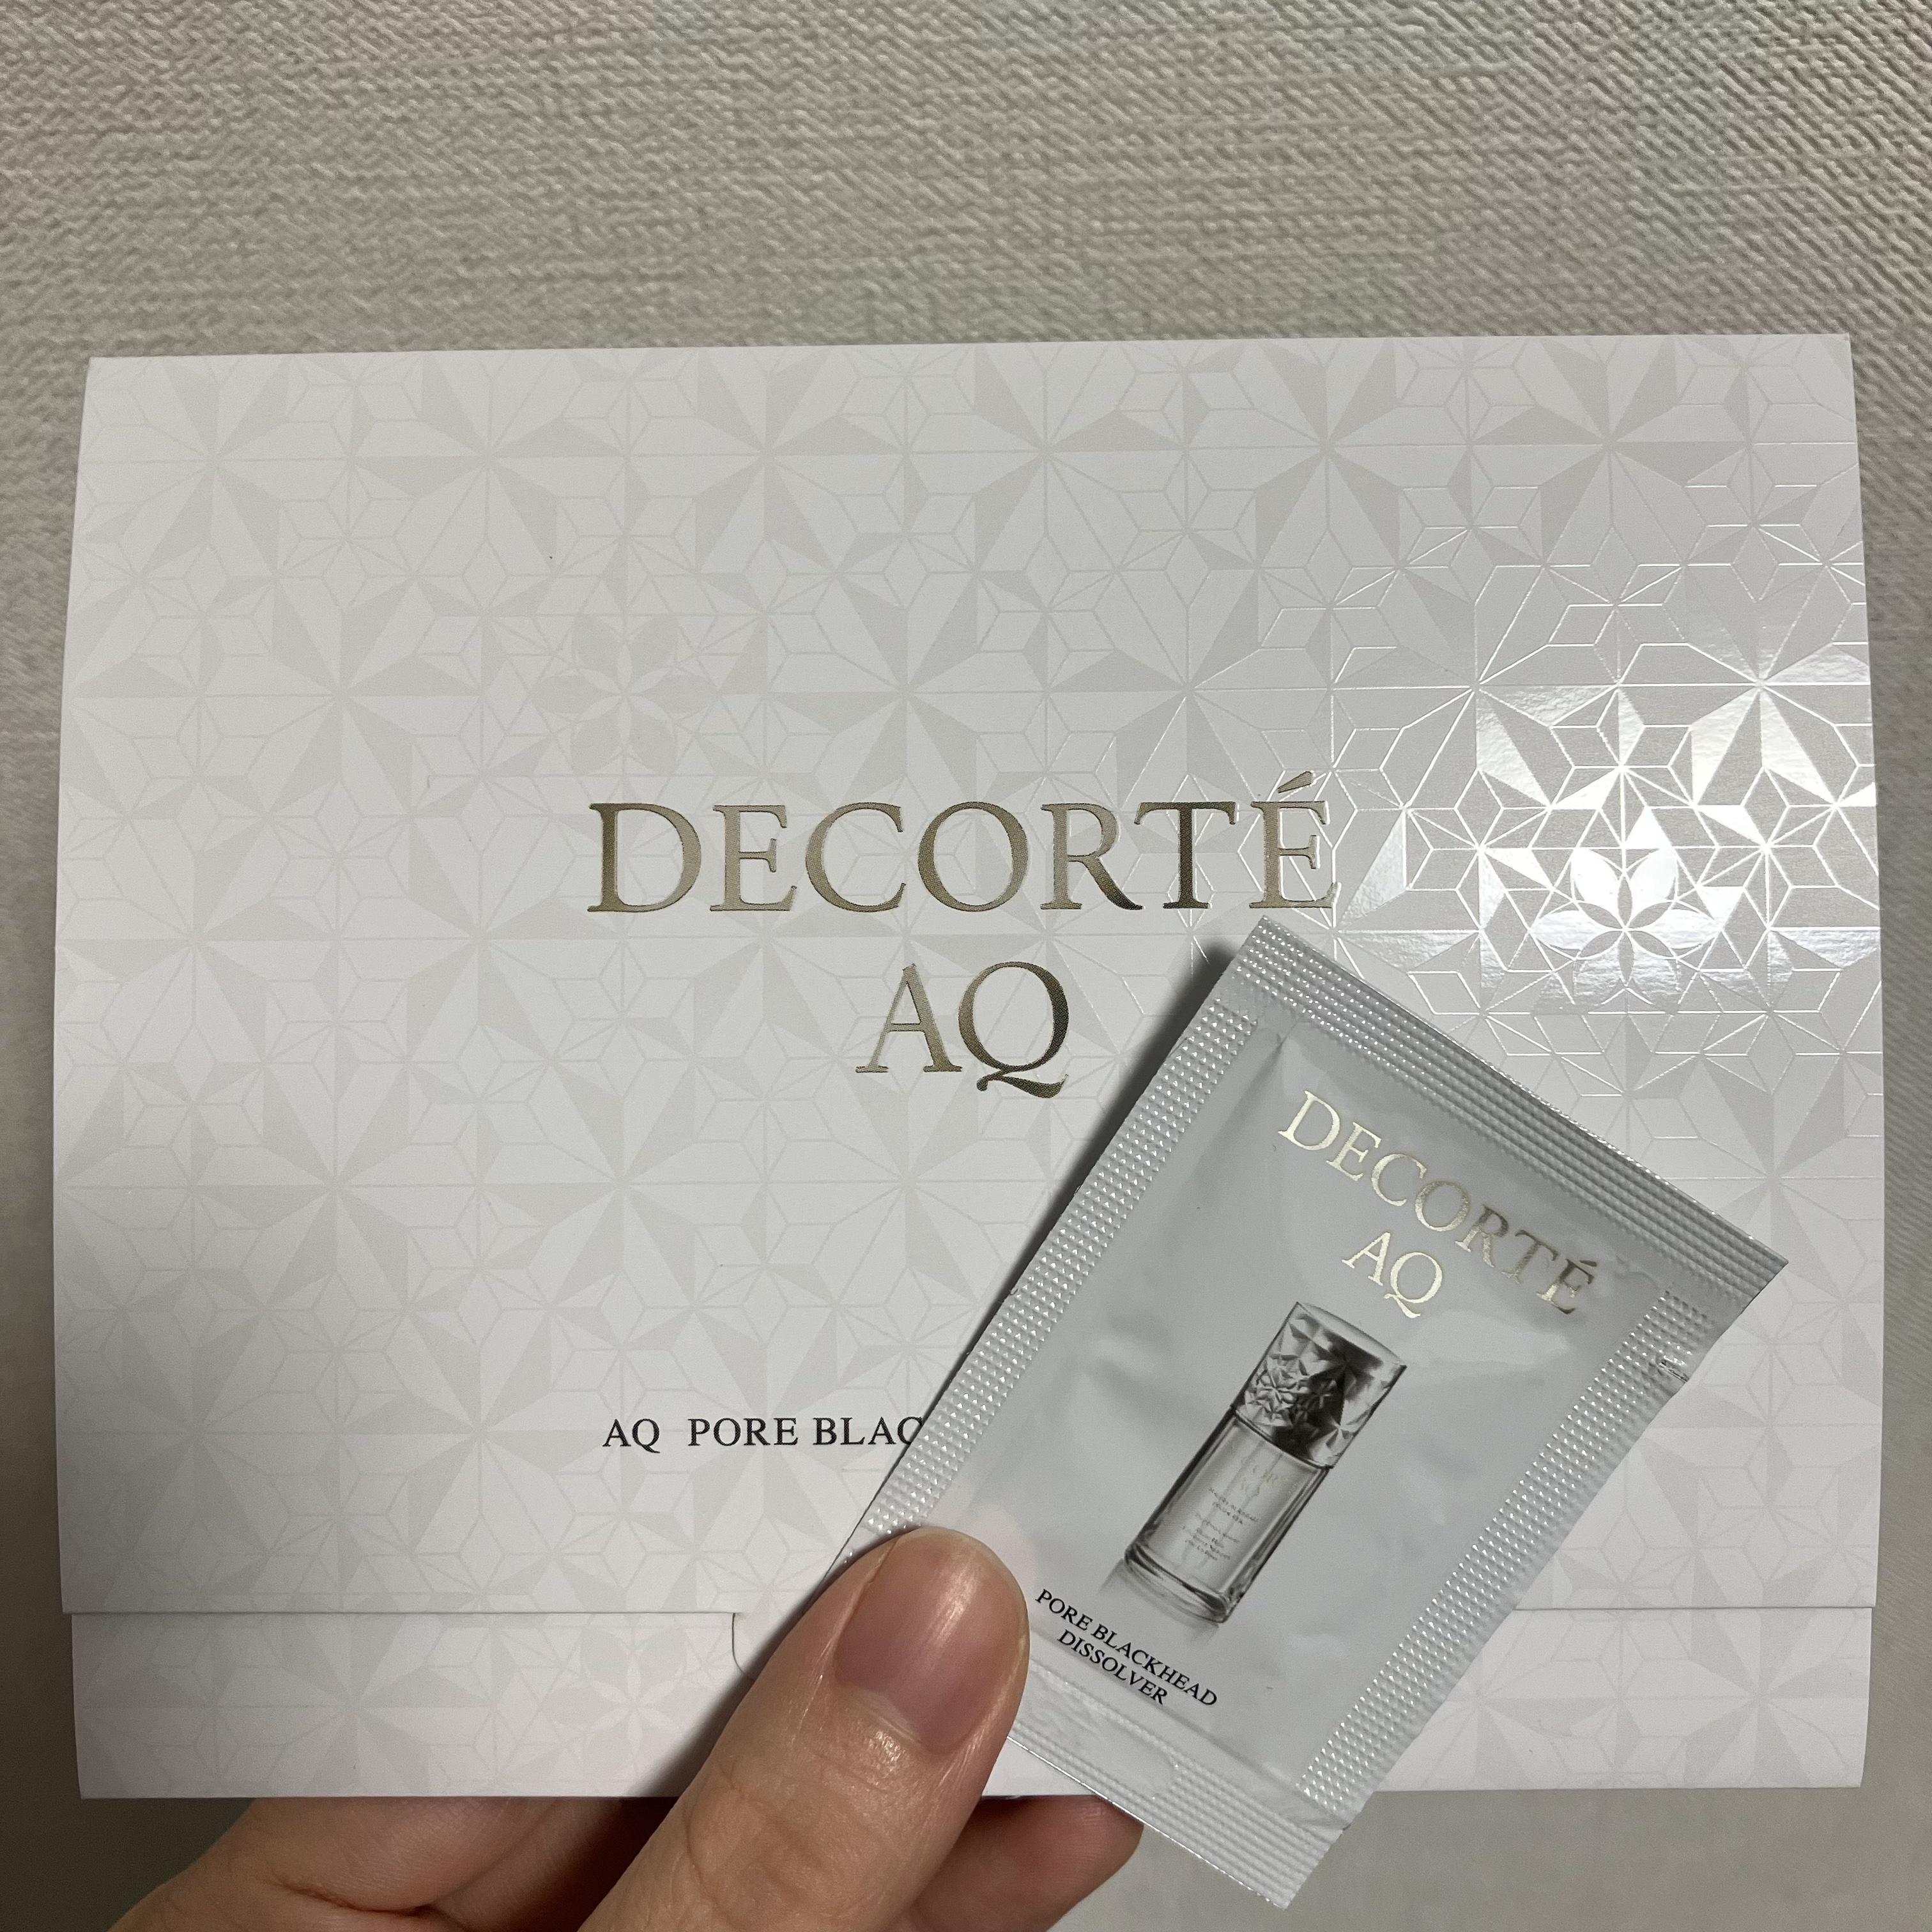 DECORTÉ
AQ
AQ PORE BLAC
DECORTÉ
AQ
PORE BLACKHEAD
DISSOLVER